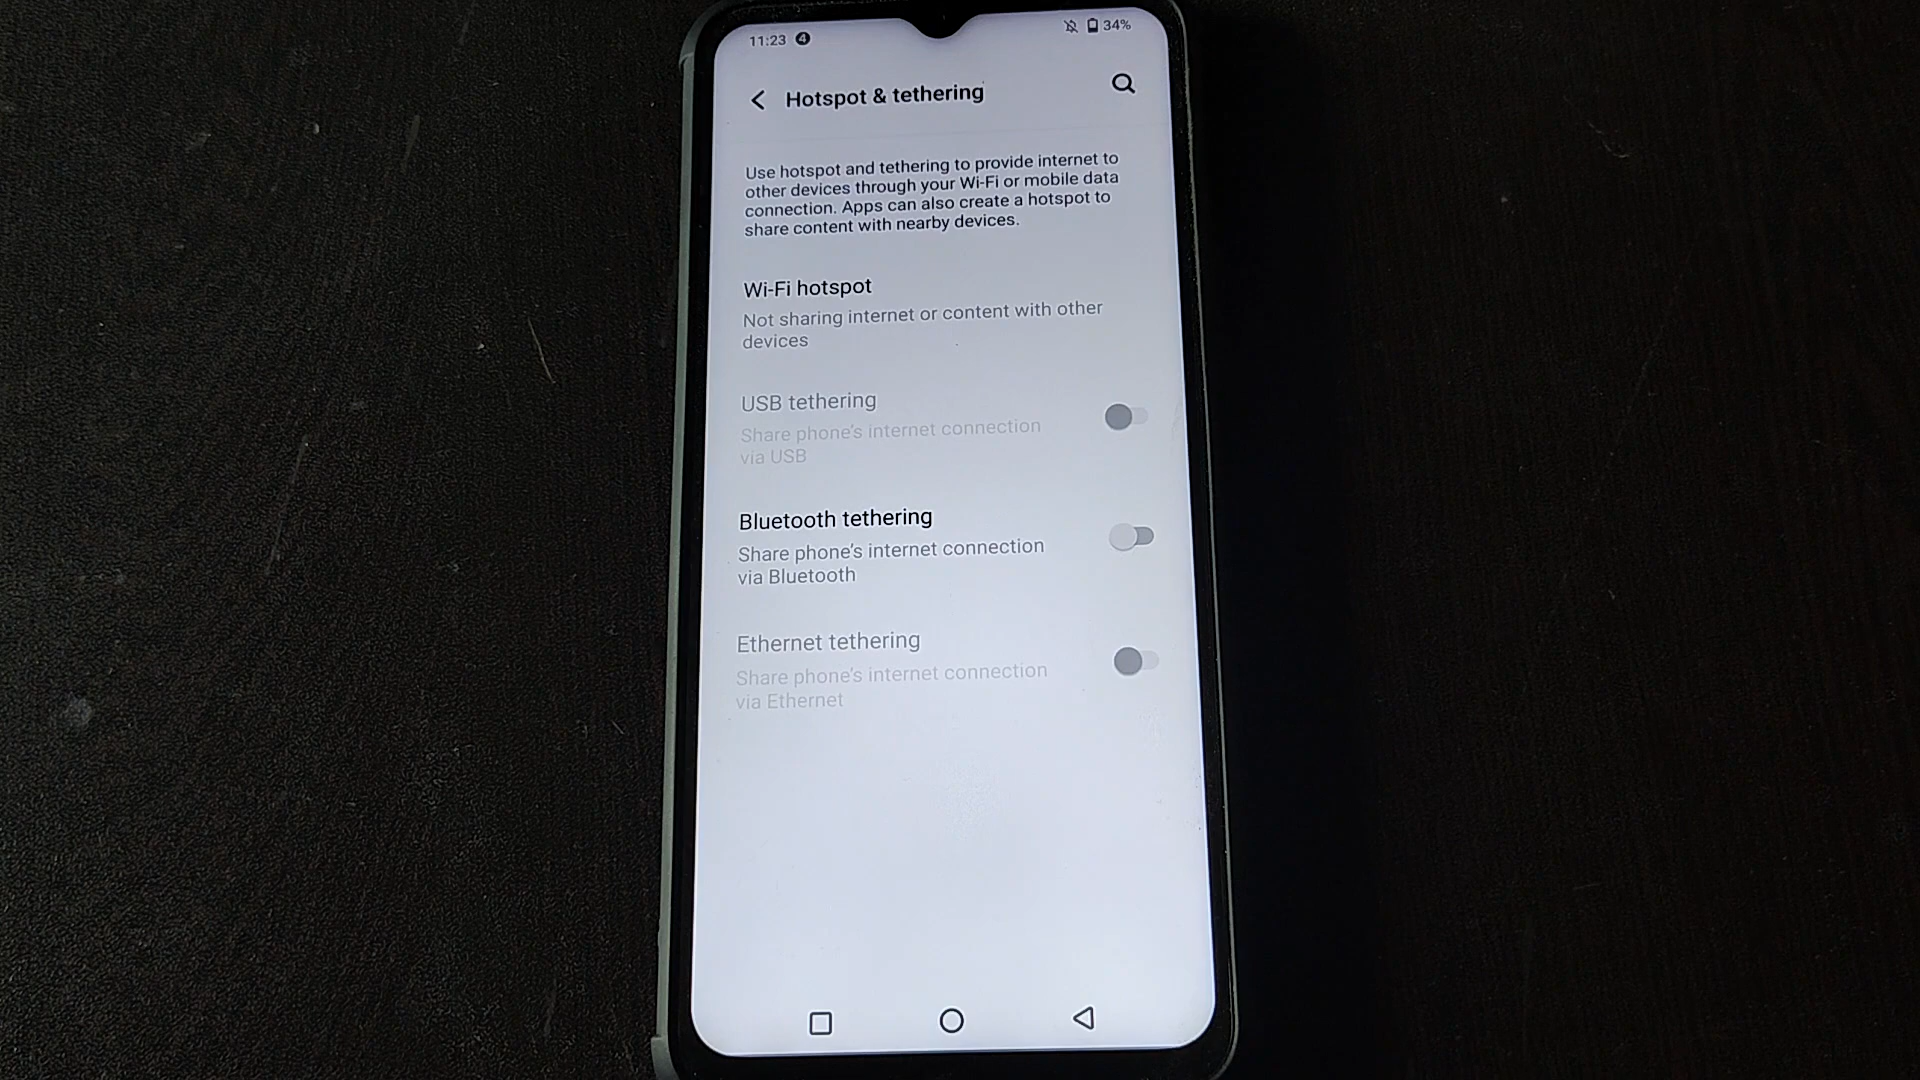 11:23 4 34%
Hotspot & tethering
Use hotspot and tethering to provide internet to
other devices through your Wi-Fi or mobile data
connection. Apps can also create a hotspot to
share content with nearby devices.
Wi-Fi hotspot
Not sharing internet or content with other
devices
USB tethering
Share phone's internet connection
via USB
Bluetooth tethering
Share phone's internet connection
via Bluetooth
Ethernet tethering
Share phone's internet connection
via Ethernet